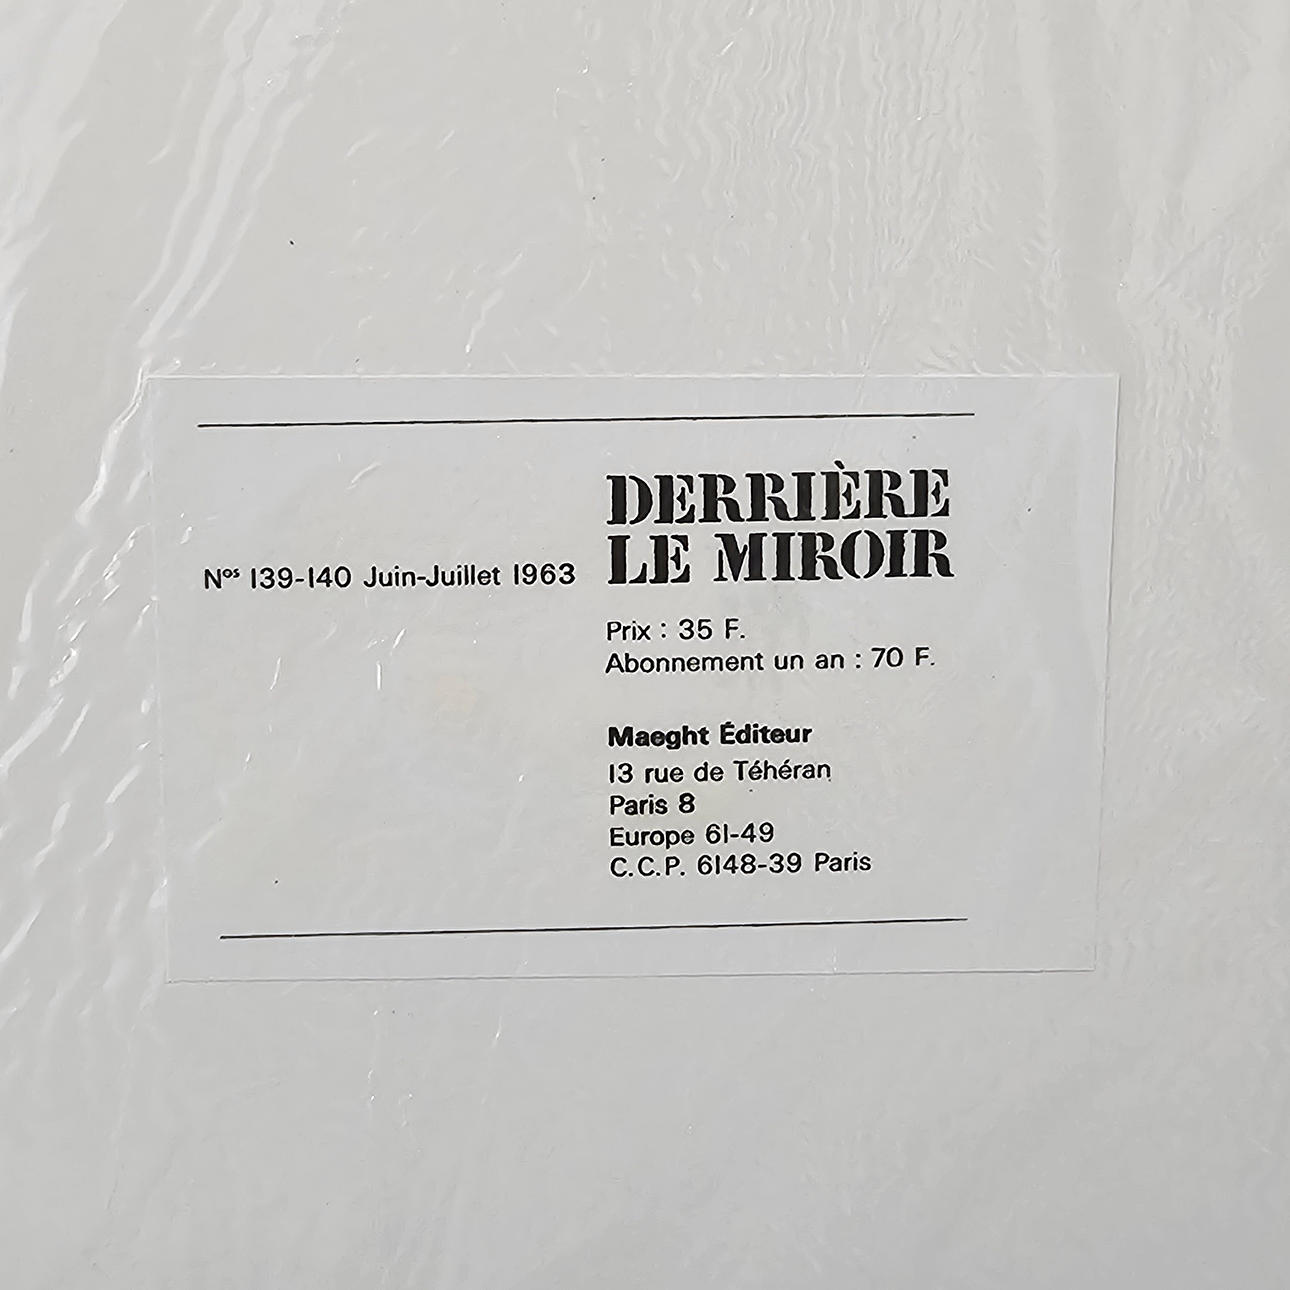 DERRIÈRE
LE MIROIR
Nos 139-140 Juin-Juillet 1963
Prix : 35 F.
Abonnement un an : 70 F.
Maeght Éditeur
13 rue de Téhéran
Paris 8
Europe 61-49
C.C.P. 6148-39 Paris